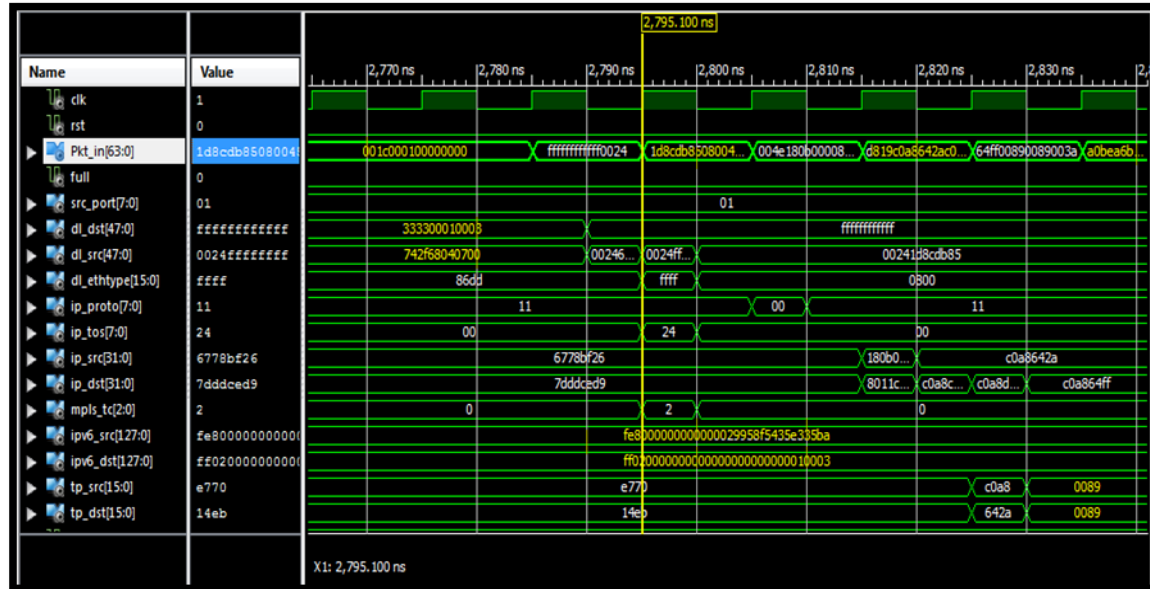 2,795.100 ns
Name Value 2,770 ns 2,780 ns 2,790 ns 2,800 ns 2,810 ns 2,820 ns 2,830 ns 2,8
clk 1
rst 0
Pkt_in[63:0] 1d8cdb85080045 001c000100000000 ffffffffffff0024 1d8cdb8508004... 004e180b00008... d819c0a8642ac0... 64ff00890089003a a0bea6b...
full 0
src_port[7:0] 01 01
dl_dst[47:0] ffffffffffff 333300010003 ffffffffffff
dl_src[47:0] 0024ffffffff 742f68040700 00246... 0024ff... 00241d8cdb85
dl_ethtype[15:0] ffff 86dd ffff 0800
ip_proto[7:0] 11 11 00 11
ip_tos[7:0] 24 00 24 00
ip_src[31:0] 6778bf26 6778bf26 180b0... c0a8642a
ip_dst[31:0] 7dddced9 7dddced9 8011c... c0a8c... c0a8d... c0a864ff
mpls_tc[2:0] 2 0 2 0
ipv6_src[127:0] fe80000000000 fe800000000000029958f5435e335ba
ipv6_dst[127:0] ff020000000000 ff020000000000000000000000010003
tp_src[15:0] e770 e770 c0a8 0089
tp_dst[15:0] 14eb 14eb 642a 0089
X1: 2,795.100 ns